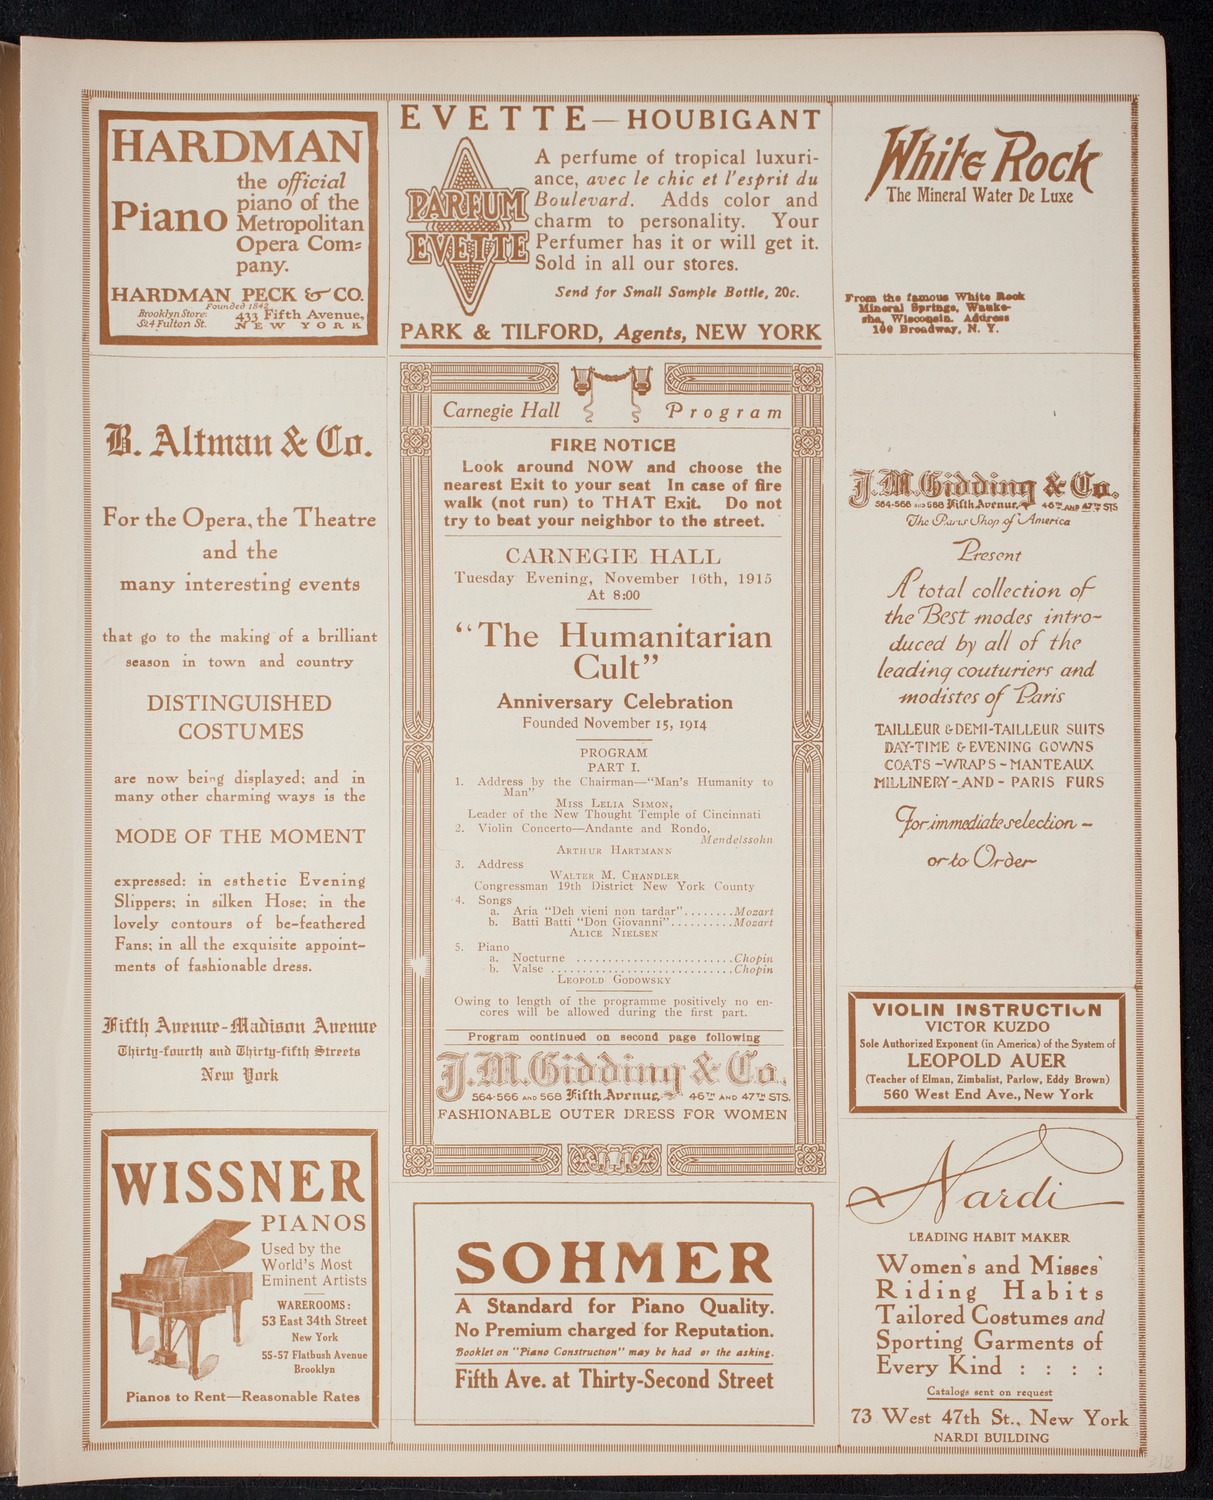 HARDMAN
Piano
the official
piano of the
Metropolitan
Opera Com=
pany.
HARDMAN PECK & CO.
Founded 1842
Brooklyn Store:
524 Fulton St.
433 Fifth Avenue,
NEW YORK
EVETTE—HOUBIGANT
PARFUM
EVETTE
A perfume of tropical luxuri-
ance, avec le chic et l'esprit du
Boulevard. Adds color and
charm to personality. Your
Perfumer has it or will get it.
Sold in all our stores.
Send for Small Sample Bottle, 20c.
PARK & TILFORD, Agents, NEW YORK
White Rock
The Mineral Water De Luxe
From the famous White Rock
Mineral Springs, Wauke-
sha, Wisconsin. Address
100 Broadway, N. Y.
B. Altman & Co.
For the Opera, the Theatre
and the
many interesting events
that go to the making of a brilliant
season in town and country
DISTINGUISHED
COSTUMES
are now being displayed; and in
many other charming ways is the
MODE OF THE MOMENT
expressed: in esthetic Evening
Slippers; in silken Hose; in the
lovely contours of be-feathered
Fans; in all the exquisite appoint-
ments of fashionable dress.
Fifth Avenue-Madison Avenue
Thirty-fourth and Thirty-fifth Streets
New York
Carnegie Hall Program
FIRE NOTICE
Look around NOW and choose the
nearest Exit to your seat In case of fire
walk (not run) to THAT Exit. Do not
try to beat your neighbor to the street.
CARNEGIE HALL
Tuesday Evening, November 16th, 1915
At 8:00
"The Humanitarian
Cult"
Anniversary Celebration
Founded November 15, 1914
PROGRAM
PART I.
1. Address by the Chairman—"Man's Humanity to
Man"
MISS LELIA SIMON,
Leader of the New Thought Temple of Cincinnati
2. Violin Concerto—Andante and Rondo,
Mendelssohn
ARTHUR HARTMANN
3. Address
WALTER M. CHANDLER
Congressman 19th District New York County
4. Songs
a. Aria "Deh vieni non tardar"........Mozart
b. Batti Batti "Don Giovanni"..........Mozart
ALICE NIELSEN
5. Piano
a. Nocturne ........................Chopin
b. Valse ............................Chopin
LEOPOLD GODOWSKY
Owing to length of the programme positively no en-
cores will be allowed during the first part.
Program continued on second page following
J.M. Gidding & Co.
564-566 AND 568 Fifth Avenue, 46TH AND 47TH STS.
FASHIONABLE OUTER DRESS FOR WOMEN
J.M. Gidding & Co.
564-566 AND 568 Fifth Avenue, 46TH AND 47TH STS
The Paris Shop of America
Present
A total collection of
the Best modes intro-
duced by all of the
leading couturiers and
modistes of Paris
TAILLEUR & DEMI-TAILLEUR SUITS
DAY-TIME & EVENING GOWNS
COATS - WRAPS - MANTEAUX
MILLINERY - AND - PARIS FURS
For immediate selection -
or to Order
VIOLIN INSTRUCTION
VICTOR KUZDO
Sole Authorized Exponent (in America) of the System of
LEOPOLD AUER
(Teacher of Elman, Zimbalist, Parlow, Eddy Brown)
560 West End Ave., New York
WISSNER
PIANOS
Used by the
World's Most
Eminent Artists
WAREROOMS:
53 East 34th Street
New York
55-57 Flatbush Avenue
Brooklyn
Pianos to Rent—Reasonable Rates
SOHMER
A Standard for Piano Quality.
No Premium charged for Reputation.
Booklet on "Piano Construction" may be had or the asking.
Fifth Ave. at Thirty-Second Street
Nardi
LEADING HABIT MAKER
Women's and Misses'
Riding Habits
Tailored Costumes and
Sporting Garments of
Every Kind : : : :
Catalogs sent on request
73 West 47th St., New York
NARDI BUILDING